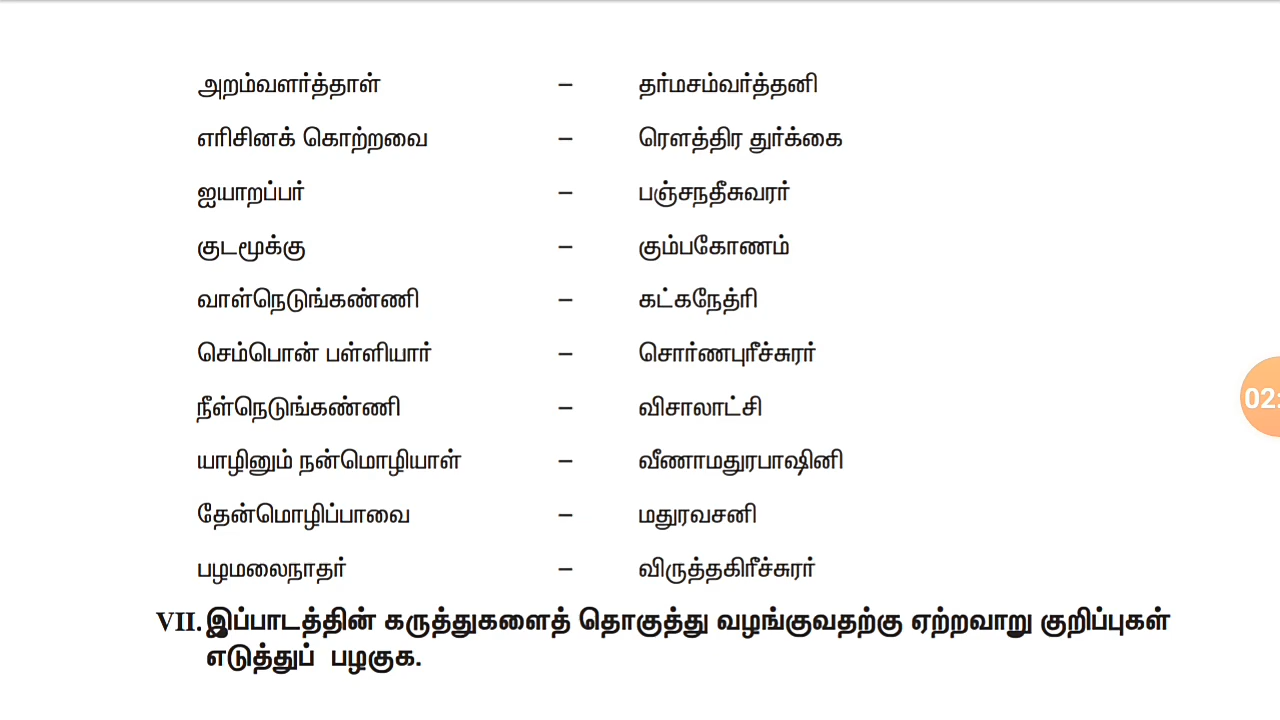 அறம்வளர்த்தாள் – தர்மசம்வர்த்தனி
எரிசினக் கொற்றவை – ரௌத்திர துர்க்கை
ஐயாறப்பர் – பஞ்சநதீசுவரர்
குடமூக்கு – கும்பகோணம்
வாள்நெடுங்கண்ணி – கட்கநேத்ரி
செம்பொன் பள்ளியார் – சொர்ணபுரீச்சுரர்
நீள்நெடுங்கண்ணி – விசாலாட்சி
யாழினும் நன்மொழியாள் – வீணாமதுரபாஷினி
தேன்மொழிப்பாவை – மதுரவசனி
பழமலைநாதர் – விருத்தகிரீச்சுரர்
VII. இப்பாடத்தின் கருத்துகளைத் தொகுத்து வழங்குவதற்கு ஏற்றவாறு குறிப்புகள்
எடுத்துப் பழகுக.
02: